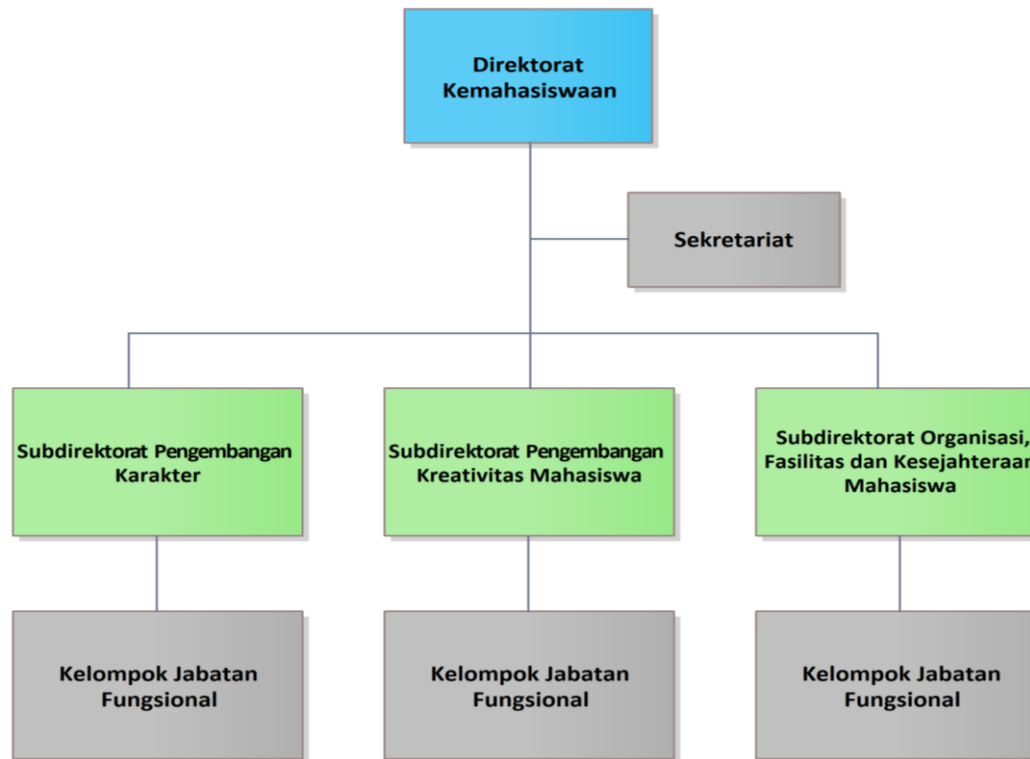 Direktorat
Kemahasiswaan
Sekretariat
Subdirektorat Pengembangan
Karakter
Subdirektorat Pengembangan
Kreativitas Mahasiswa
Subdirektorat Organisasi,
Fasilitas dan Kesejahteraan
Mahasiswa
Kelompok Jabatan
Fungsional
Kelompok Jabatan
Fungsional
Kelompok Jabatan
Fungsional